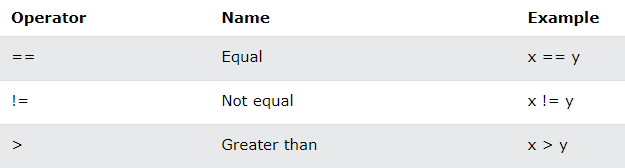 Operator Name Example
== Equal x == y
!= Not equal x != y
> Greater than x > y